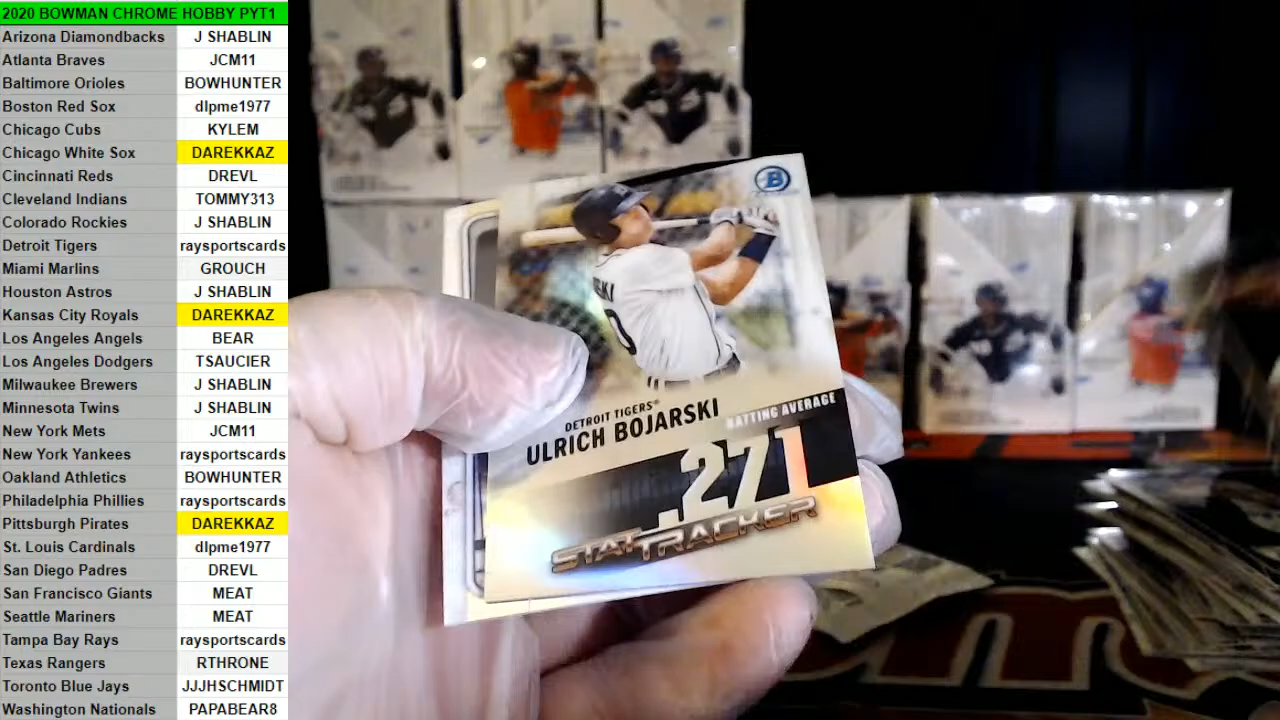 2020 BOWMAN CHROME HOBBY PYT1
Arizona Diamondbacks J SHABLIN
Atlanta Braves JCM11
Baltimore Orioles BOWHUNTER
Boston Red Sox dlpme1977
Chicago Cubs KYLEM
Chicago White Sox DAREKKAZ
Cincinnati Reds DREVL
Cleveland Indians TOMMY313
Colorado Rockies J SHABLIN
Detroit Tigers raysportscards
Miami Marlins GROUCH
Houston Astros J SHABLIN
Kansas City Royals DAREKKAZ
Los Angeles Angels BEAR
Los Angeles Dodgers TSAUCIER
Milwaukee Brewers J SHABLIN
Minnesota Twins J SHABLIN
New York Mets JCM11
New York Yankees raysportscards
Oakland Athletics BOWHUNTER
Philadelphia Phillies raysportscards
Pittsburgh Pirates DAREKKAZ
St. Louis Cardinals dlpme1977
San Diego Padres DREVL
San Francisco Giants MEAT
Seattle Mariners MEAT
Tampa Bay Rays raysportscards
Texas Rangers RTHRONE
Toronto Blue Jays JJJHSCHMIDT
Washington Nationals PAPABEAR8
B
DETROIT TIGERS®
ULRICH BOJARSKI
BATTING AVERAGE
.271
STAT TRACKER